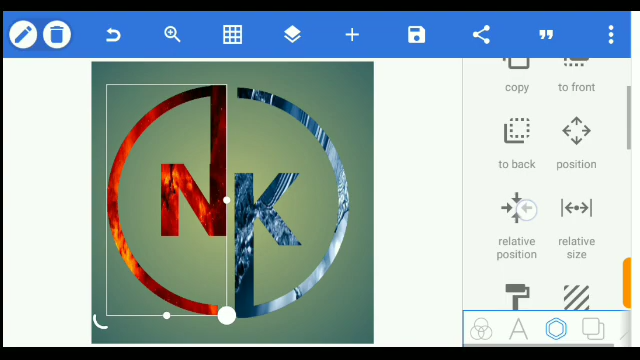 copy
to front
to back
position
relative position
relative size
N K
A